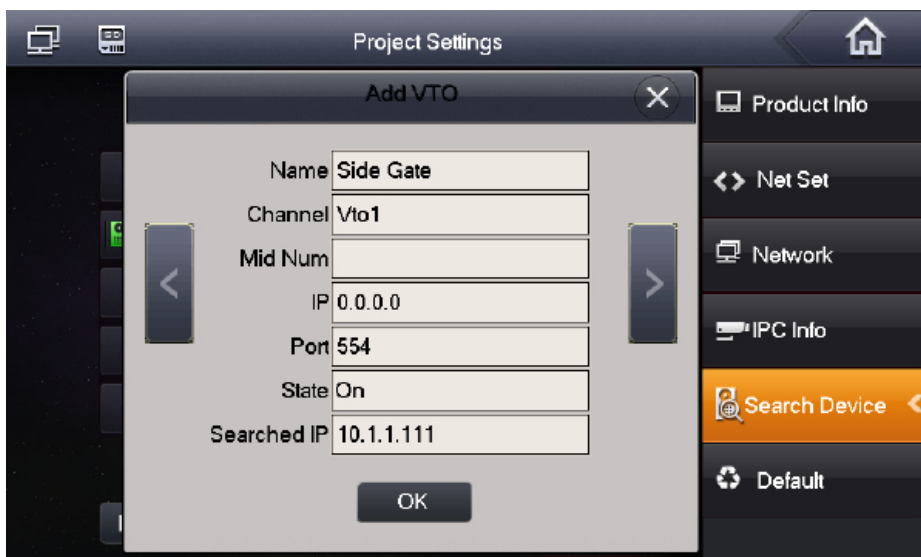 Project Settings
Add VTO
Name Side Gate
Channel Vto1
Mid Num
IP 0.0.0.0
Port 554
State On
Searched IP 10.1.1.111
OK
Product Info
Net Set
Network
IPC Info
Search Device
Default